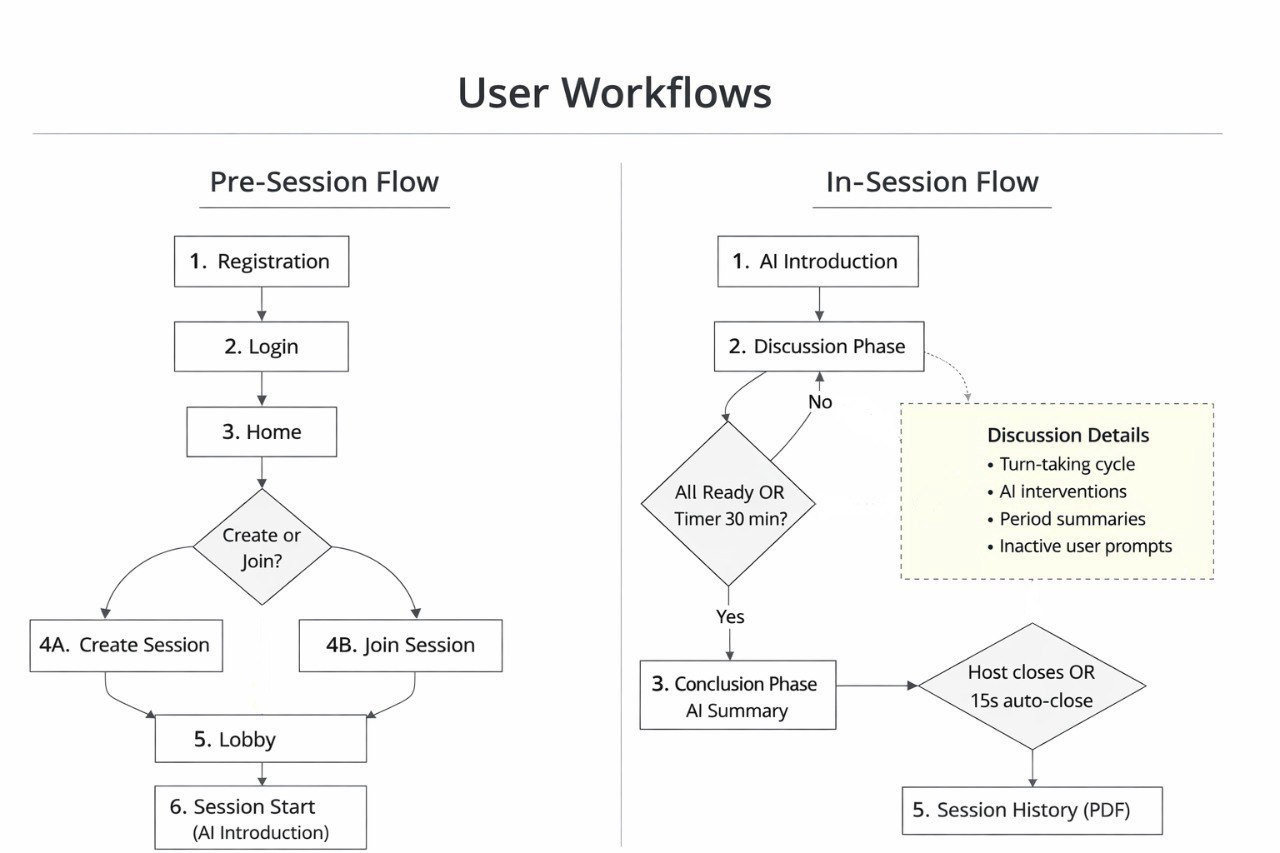 User Workflows
Pre-Session Flow
1. Registration
2. Login
3. Home
Create or
Join?
4A. Create Session
4B. Join Session
5. Lobby
6. Session Start
(AI Introduction)
In-Session Flow
1. AI Introduction
2. Discussion Phase
No
All Ready OR
Timer 30 min?
Yes
Discussion Details
• Turn-taking cycle
• AI interventions
• Period summaries
• Inactive user prompts
3. Conclusion Phase
AI Summary
Host closes OR
15s auto-close
5. Session History (PDF)